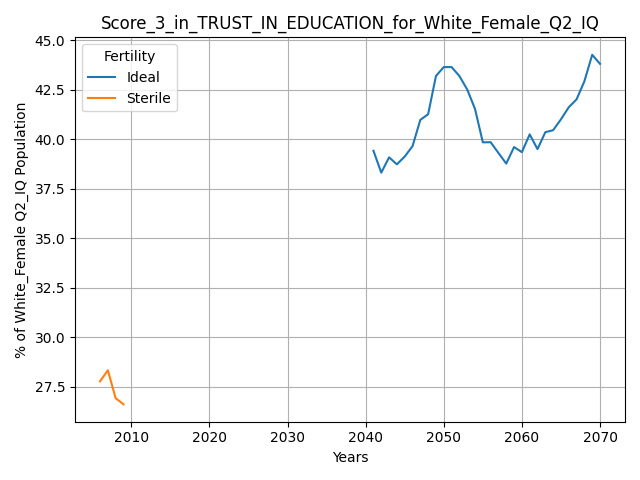 Score_3_in_TRUST_IN_EDUCATION_for_White_Female_Q2_IQ
Fertility
Ideal
Sterile
% of White_Female Q2_IQ Population
45.0
42.5
40.0
37.5
35.0
32.5
30.0
27.5
2010 2020 2030 2040 2050 2060 2070
Years